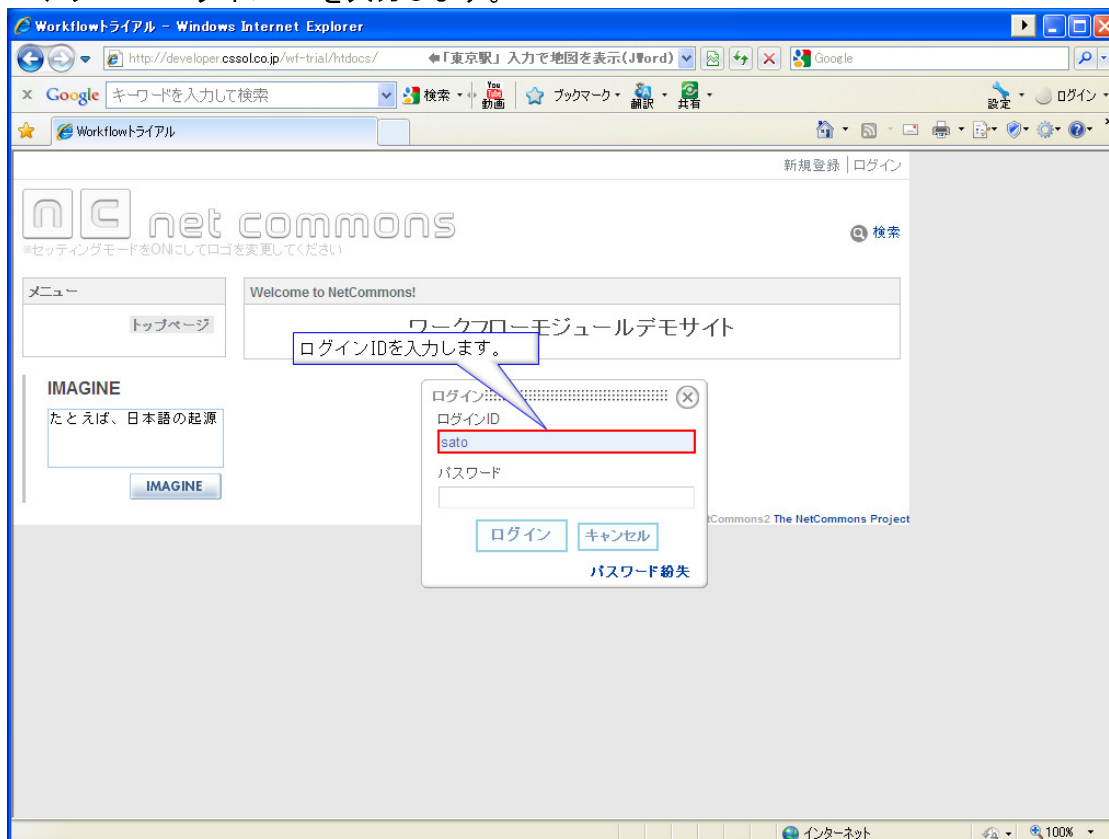 Workflowトライアル - Windows Internet Explorer
http://developer.cssol.co.jp/wf-trial/htdocs/ 「東京駅」入力で地図を表示(JWord) Google
x Google キーワードを入力して検索 検索 You Tube 動画 ブックマーク 翻訳 共有 設定 ログイン
Workflowトライアル
新規登録 | ログイン
nc net commons
※セッティングモードをONにしてロゴを変更してください
検索
メニュー
Welcome to NetCommons!
トップページ
ワークフローモジュールデモサイト
ログインIDを入力します。
IMAGINE
たとえば、日本語の起源
IMAGINE
ログイン
ログインID
sato
パスワード
ログイン キャンセル
パスワード紛失
Commons2 The NetCommons Project
インターネット 100%